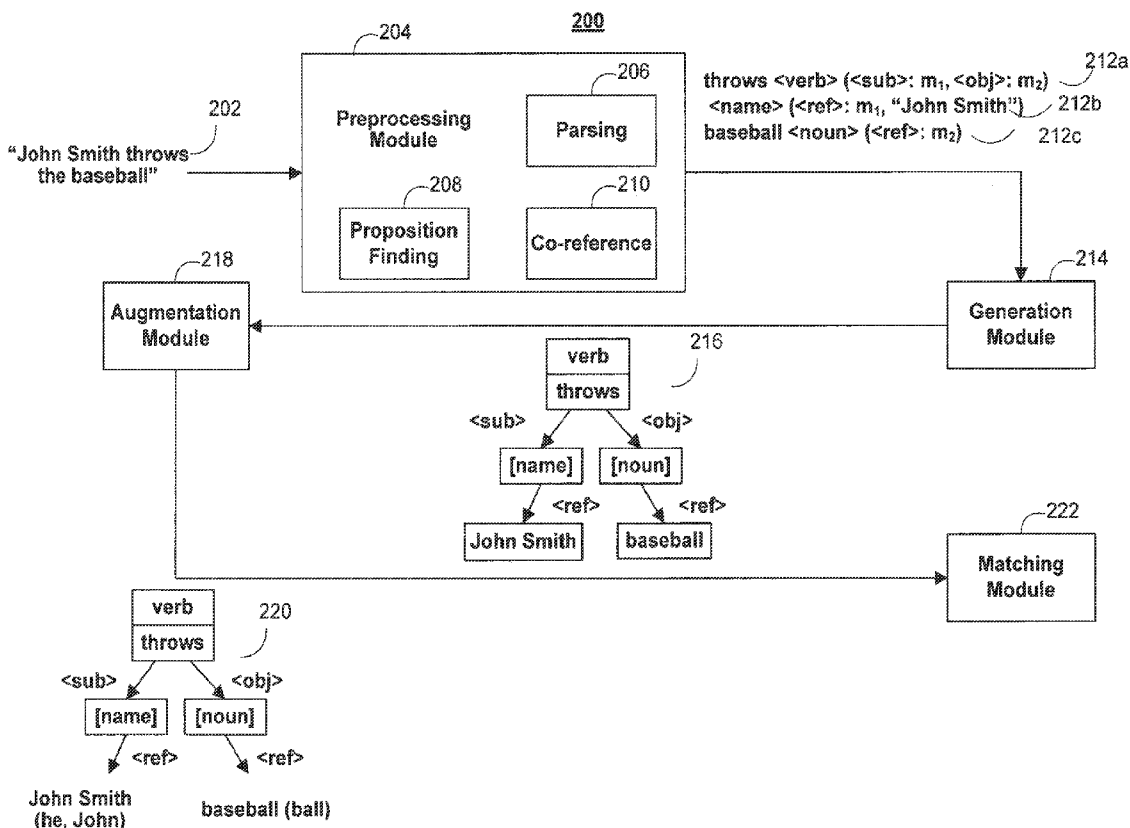 200
204
206
Preprocessing
Module
Parsing
208
210
Proposition
Finding
Co-reference
202
"John Smith throws
the baseball"
throws <verb> (<sub>: m₁, <obj>: m₂)
212a
<name> (<ref>: m₁, "John Smith")
212b
baseball <noun> (<ref>: m₂)
212c
218
Augmentation
Module
214
Generation
Module
216
verb
throws
<sub>
<obj>
[name]
[noun]
<ref>
<ref>
John Smith
baseball
222
Matching
Module
220
verb
throws
<sub>
<obj>
[name]
[noun]
<ref>
<ref>
John Smith
(he, John)
baseball (ball)